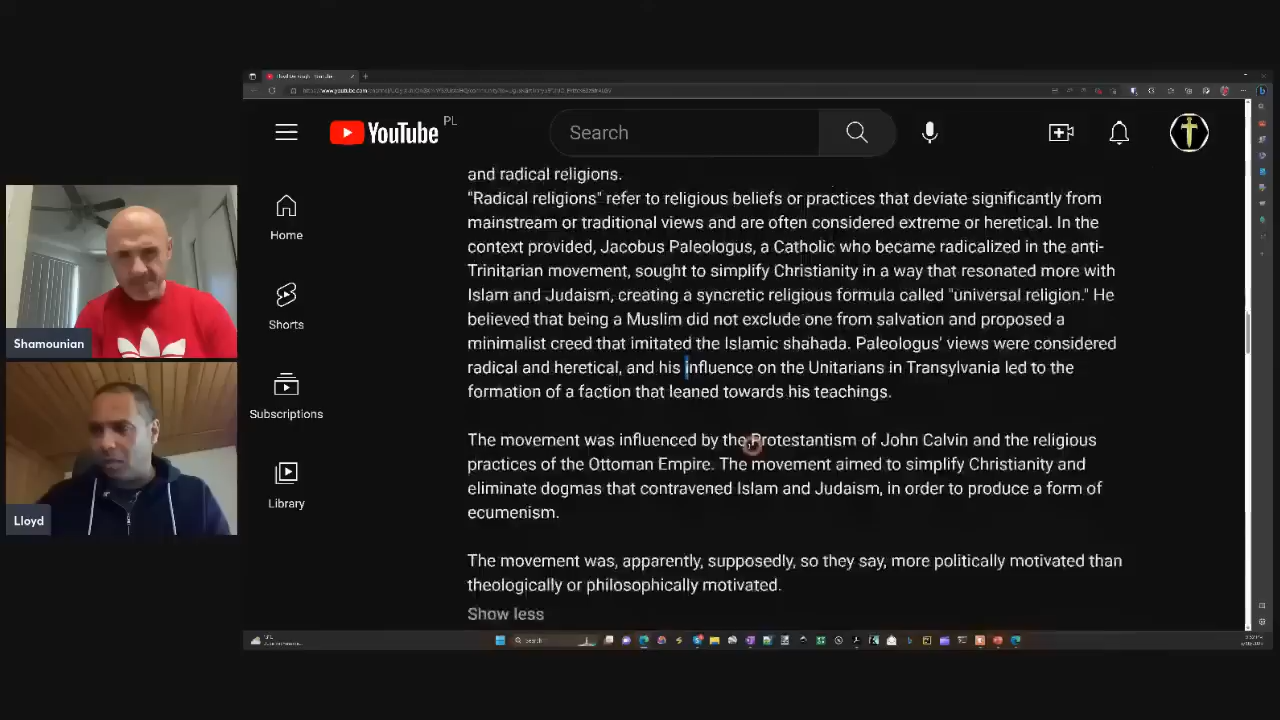 YouTube PL
Search
and radical religions.
"Radical religions" refer to religious beliefs or practices that deviate significantly from
mainstream or traditional views and are often considered extreme or heretical. In the
context provided, Jacobus Paleologus, a Catholic who became radicalized in the anti-
Trinitarian movement, sought to simplify Christianity in a way that resonated more with
Islam and Judaism, creating a syncretic religious formula called "universal religion." He
believed that being a Muslim did not exclude one from salvation and proposed a
minimalist creed that imitated the Islamic shahada. Paleologus' views were considered
radical and heretical, and his influence on the Unitarians in Transylvania led to the
formation of a faction that leaned towards his teachings.
The movement was influenced by the Protestantism of John Calvin and the religious
practices of the Ottoman Empire. The movement aimed to simplify Christianity and
eliminate dogmas that contravened Islam and Judaism, in order to produce a form of
ecumenism.
The movement was, apparently, supposedly, so they say, more politically motivated than
theologically or philosophically motivated.
Show less
Home
Shorts
Subscriptions
Library
Shamounian
Lloyd
Search